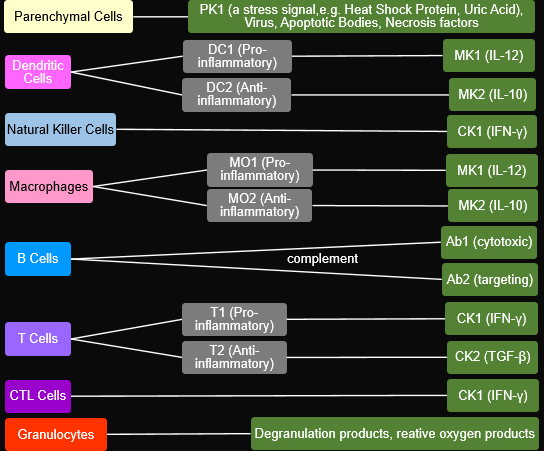 Parenchymal Cells
PK1 (a stress signal,e.g. Heat Shock Protein, Uric Acid),
Virus, Apoptotic Bodies, Necrosis factors
Dendritic
Cells
DC1 (Pro-
inflammatory)
MK1 (IL-12)
DC2 (Anti-
inflammatory)
MK2 (IL-10)
Natural Killer Cells
CK1 (IFN-γ)
Macrophages
MO1 (Pro-
inflammatory)
MK1 (IL-12)
MO2 (Anti-
inflammatory)
MK2 (IL-10)
B Cells
complement
Ab1 (cytotoxic)
Ab2 (targeting)
T Cells
T1 (Pro-
inflammatory)
CK1 (IFN-γ)
T2 (Anti-
inflammatory)
CK2 (TGF-β)
CTL Cells
CK1 (IFN-γ)
Granulocytes
Degranulation products, reative oxygen products